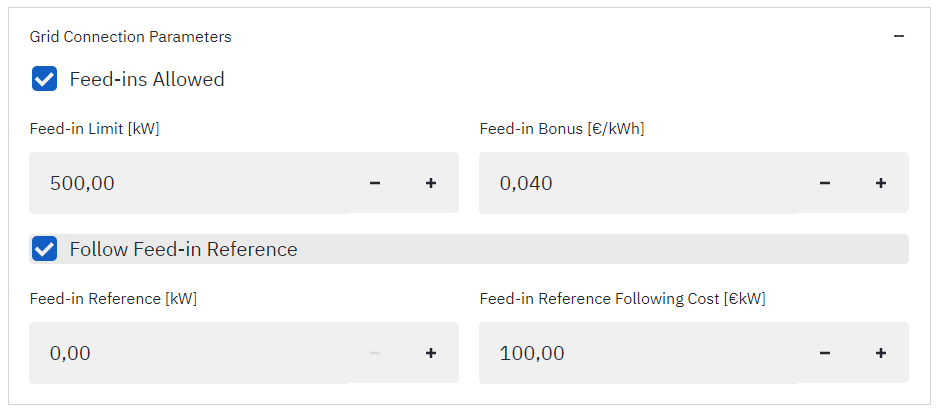 Grid Connection Parameters
Feed-ins Allowed
Feed-in Limit [kW]
Feed-in Bonus [€/kWh]
500,00
0,040
Follow Feed-in Reference
Feed-in Reference [kW]
Feed-in Reference Following Cost [€kW]
0,00
100,00